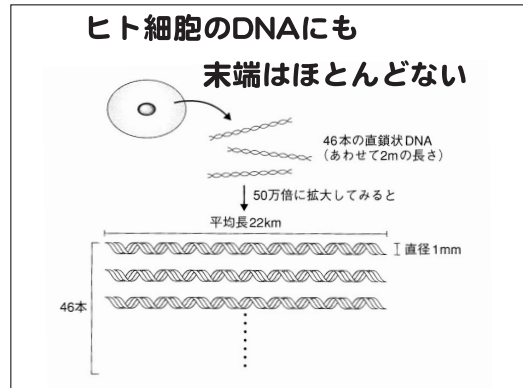 ヒト細胞のDNAにも
末端はほとんどない
46本の直鎖状DNA
(あわせて2mの長さ)
50万倍に拡大してみると
平均長22km
直径1mm
46本